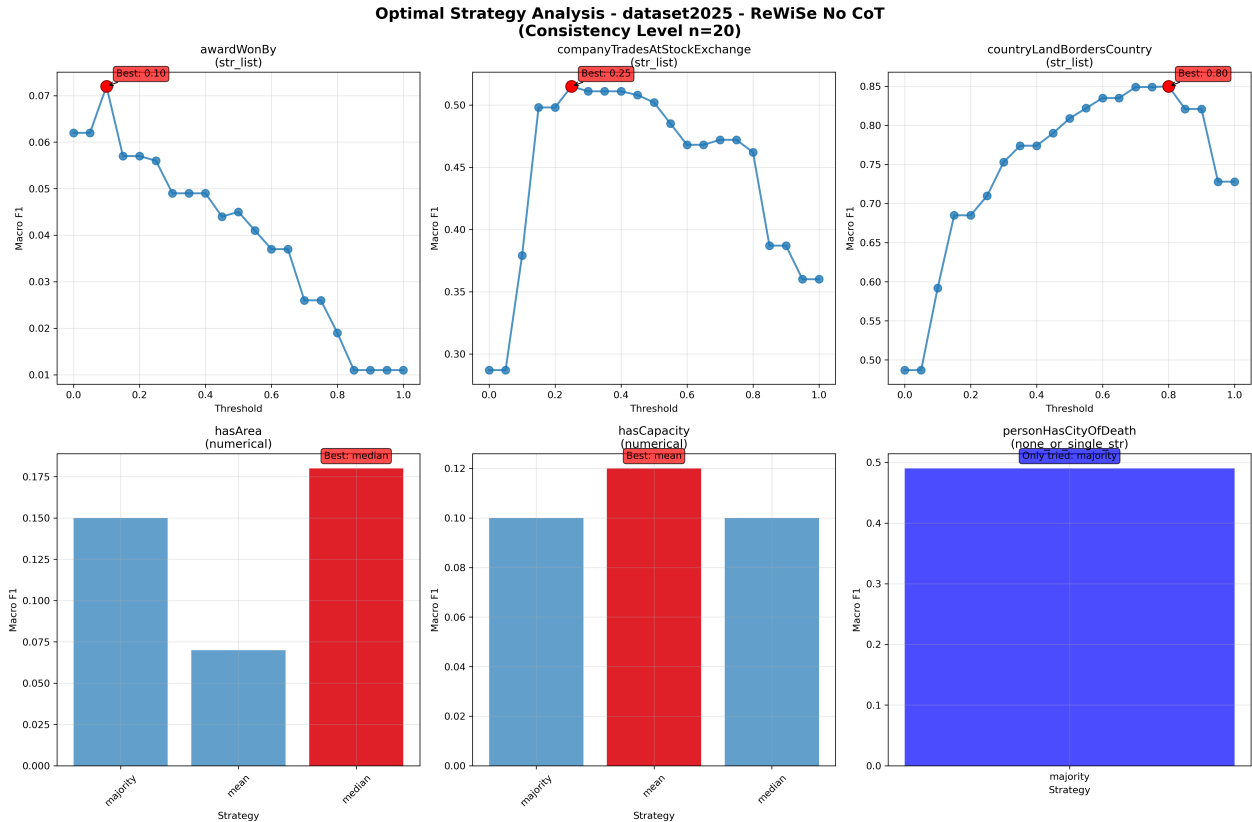 Optimal Strategy Analysis - dataset2025 - ReWiSe No CoT
(Consistency Level n=20)
awardWonBy
(str_list)
Best: 0.10
Macro F1
0.07
0.06
0.05
0.04
0.03
0.02
0.01
0.0 0.2 0.4 0.6 0.8 1.0
Threshold
companyTradesAtStockExchange
(str_list)
Best: 0.25
Macro F1
0.50
0.45
0.40
0.35
0.30
0.0 0.2 0.4 0.6 0.8 1.0
Threshold
countryLandBordersCountry
(str_list)
Best: 0.80
Macro F1
0.85
0.80
0.75
0.70
0.65
0.60
0.55
0.50
0.0 0.2 0.4 0.6 0.8 1.0
Threshold
hasArea
(numerical)
Best: median
Macro F1
0.175
0.150
0.125
0.100
0.075
0.050
0.025
0.000
majority mean median
Strategy
hasCapacity
(numerical)
Best: mean
Macro F1
0.12
0.10
0.08
0.06
0.04
0.02
0.00
majority mean median
Strategy
personHasCityOfDeath
(none_or_single_str)
Only tried: majority
Macro F1
0.5
0.4
0.3
0.2
0.1
0.0
majority
Strategy